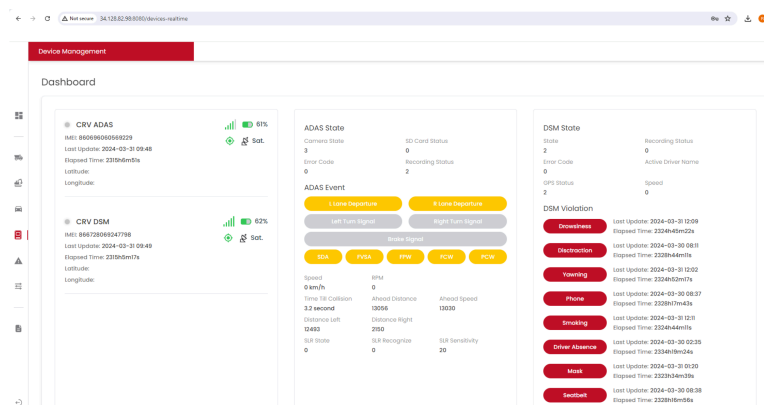 Not secure 34.128.82.98:8080/devices-realtime
Device Management
Dashboard
CRV ADAS
61%
IMEI: 860696060569229
Sat.
Last Update: 2024-03-31 09:48
Elapsed Time: 2315h6m51s
Latitude:
Longitude:
CRV DSM
62%
IMEI: 866728069247798
Sat.
Last Update: 2024-03-31 09:49
Elapsed Time: 2315h5m17s
Latitude:
Longitude:
ADAS State
Camera State
SD Card Status
3
0
Error Code
Recording Status
0
2
ADAS Event
L Lane Departure
R Lane Departure
Left Turn Signal
Right Turn Signal
Brake Signal
SDA
FVSA
FPW
FCW
PCW
Speed
RPM
0 km/h
0
Time Till Collision
Ahead Distance
Ahead Speed
3.2 second
13056
13030
Distance Left
Distance Right
12493
2150
SLR State
SLR Recognize
SLR Sensitivity
0
0
20
DSM State
State
Recording Status
2
0
Error Code
Active Driver Name
0
GPS Status
Speed
2
0
DSM Violation
Drowsiness
Last Update: 2024-03-31 12:09
Elapsed Time: 2324h45m22s
Disctraction
Last Update: 2024-03-30 08:11
Elapsed Time: 2328h44m11s
Yawning
Last Update: 2024-03-31 12:02
Elapsed Time: 2324h52m17s
Phone
Last Update: 2024-03-30 08:37
Elapsed Time: 2328h17m43s
Smoking
Last Update: 2024-03-31 12:11
Elapsed Time: 2324h44m11s
Driver Absence
Last Update: 2024-03-30 02:35
Elapsed Time: 2334h19m24s
Mask
Last Update: 2024-03-31 01:20
Elapsed Time: 2323h34m39s
Seatbelt
Last Update: 2024-03-30 08:38
Elapsed Time: 2328h16m56s